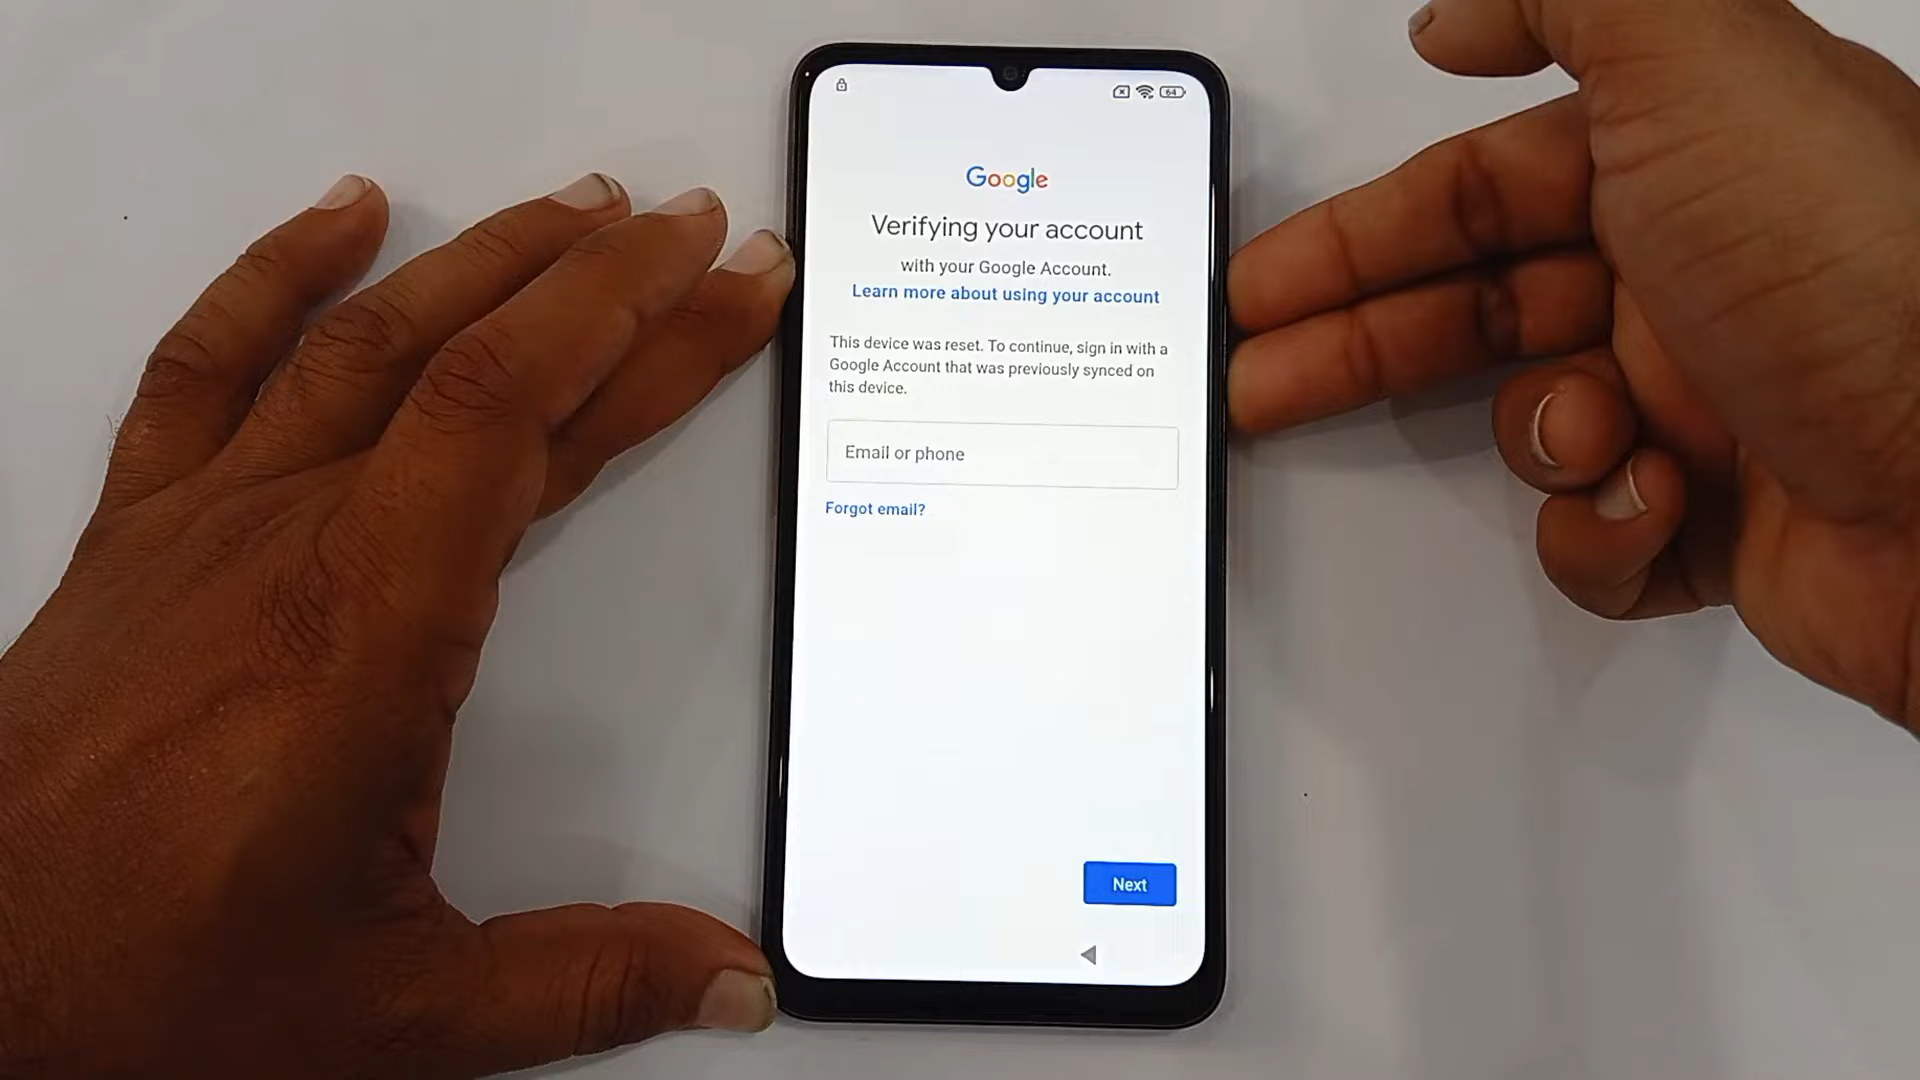 64
Google
Verifying your account
with your Google Account.
Learn more about using your account
This device was reset. To continue, sign in with a
Google Account that was previously synced on
this device.
Email or phone
Forgot email?
Next